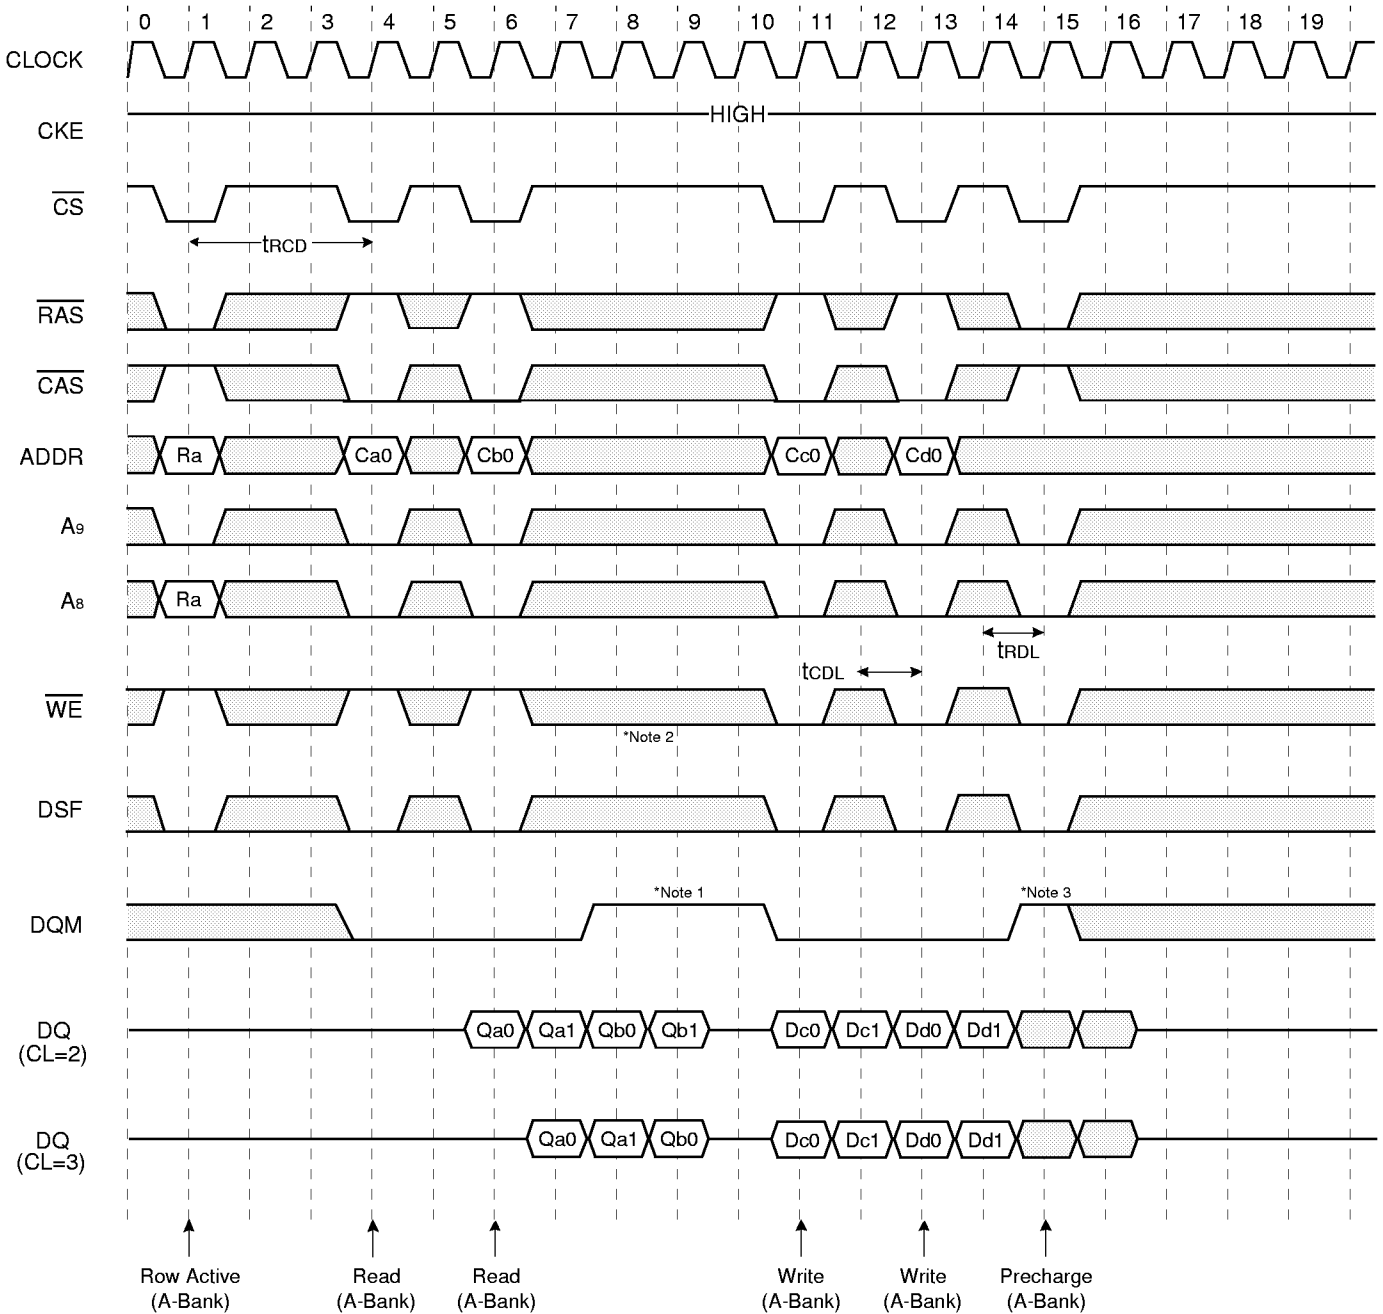 0 1 2 3 4 5 6 7 8 9 10 11 12 13 14 15 16 17 18 19
CLOCK
HIGH
CKE
CS
tRCD
RAS
CAS
ADDR Ra Ca0 Cb0 Cc0 Cd0
A9
A8 Ra
tRDL
tCDL
WE
*Note 2
DSF
*Note 1 *Note 3
DQM
DQ Qa0 Qa1 Qb0 Qb1 Dc0 Dc1 Dd0 Dd1
(CL=2)
DQ Qa0 Qa1 Qb0 Dc0 Dc1 Dd0 Dd1
(CL=3)
Row Active Read Read Write Write Precharge
(A-Bank) (A-Bank) (A-Bank) (A-Bank) (A-Bank) (A-Bank)